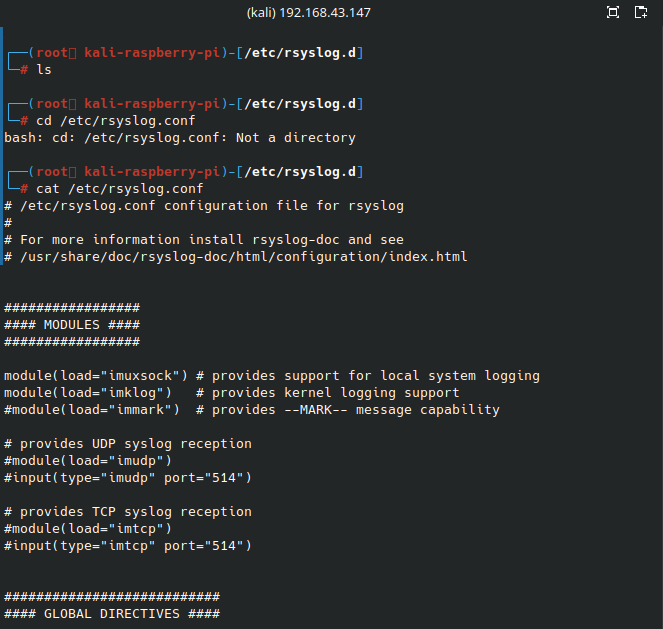 (kali) 192.168.43.147
┌──(root kali-raspberry-pi)-[/etc/rsyslog.d]
└─# ls
┌──(root kali-raspberry-pi)-[/etc/rsyslog.d]
└─# cd /etc/rsyslog.conf
bash: cd: /etc/rsyslog.conf: Not a directory
┌──(root kali-raspberry-pi)-[/etc/rsyslog.d]
└─# cat /etc/rsyslog.conf
# /etc/rsyslog.conf configuration file for rsyslog
#
# For more information install rsyslog-doc and see
# /usr/share/doc/rsyslog-doc/html/configuration/index.html
#################
#### MODULES ####
#################
module(load="imuxsock") # provides support for local system logging
module(load="imklog")   # provides kernel logging support
#module(load="immark")  # provides --MARK-- message capability
# provides UDP syslog reception
#module(load="imudp")
#input(type="imudp" port="514")
# provides TCP syslog reception
#module(load="imtcp")
#input(type="imtcp" port="514")
###########################
#### GLOBAL DIRECTIVES ####